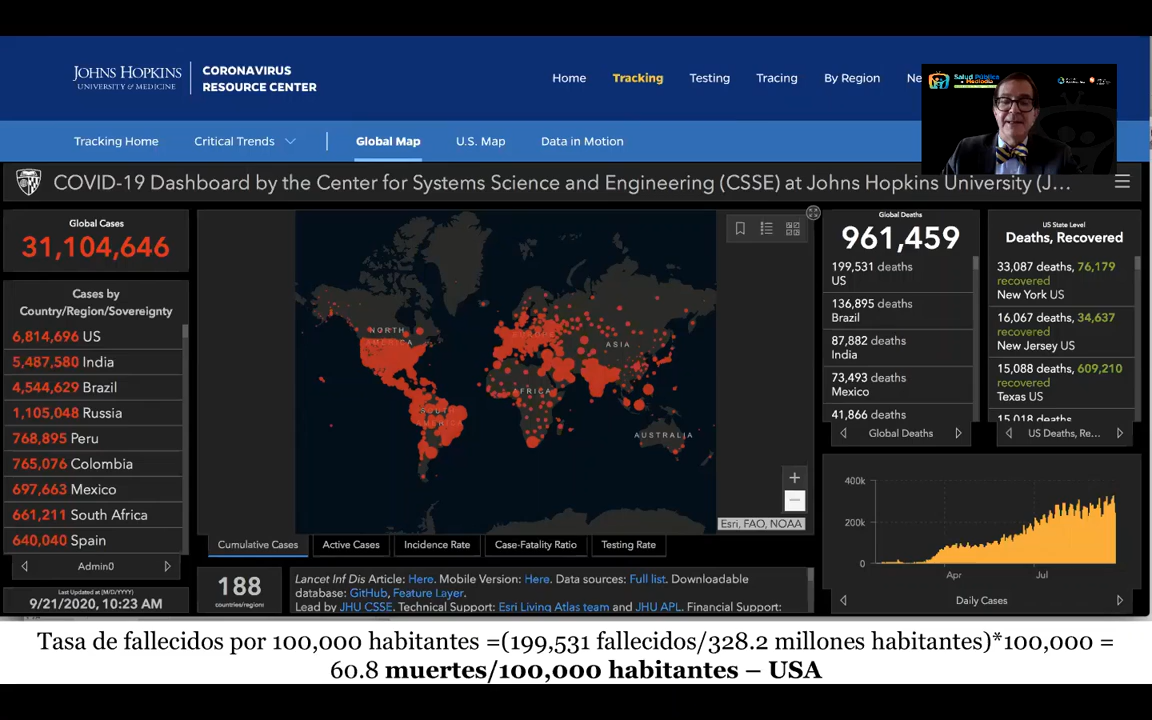 JOHNS HOPKINS
UNIVERSITY & MEDICINE
CORONAVIRUS
RESOURCE CENTER
Home
Tracking
Testing
Tracing
By Region
Ne
Salud Pública
Tracking Home
Critical Trends
Global Map
U.S. Map
Data in Motion
COVID-19 Dashboard by the Center for Systems Science and Engineering (CSSE) at Johns Hopkins University (J...
Global Cases
31,104,646
Cases by
Country/Region/Sovereignty
6,814,696 US
5,487,580 India
4,544,629 Brazil
1,105,048 Russia
768,895 Peru
765,076 Colombia
697,663 Mexico
661,211 South Africa
640,040 Spain
Admin0
Last Updated at (M/D/YYYY)
9/21/2020, 10:23 AM
NORTH
AMERICA
SOUTH
AMERICA
EUROPE
AFRICA
ASIA
AUSTRALIA
Esri, FAO, NOAA
Cumulative Cases
Active Cases
Incidence Rate
Case-Fatality Ratio
Testing Rate
188
countries/regions
Lancet Inf Dis Article: Here. Mobile Version: Here. Data sources: Full list. Downloadable
database: GitHub, Feature Layer.
Lead by JHU CSSE. Technical Support: Esri Living Atlas team and JHU APL. Financial Support:
Global Deaths
961,459
199,531 deaths
US
136,895 deaths
Brazil
87,882 deaths
India
73,493 deaths
Mexico
41,866 deaths
Global Deaths
US State Level
Deaths, Recovered
33,087 deaths, 76,179
recovered
New York US
16,067 deaths, 34,637
recovered
New Jersey US
15,088 deaths, 609,210
recovered
Texas US
15,018 deaths,
US Deaths, Re...
400k
200k
0
Apr
Jul
Daily Cases
Tasa de fallecidos por 100,000 habitantes =(199,531 fallecidos/328.2 millones habitantes)*100,000 =
60.8 muertes/100,000 habitantes – USA